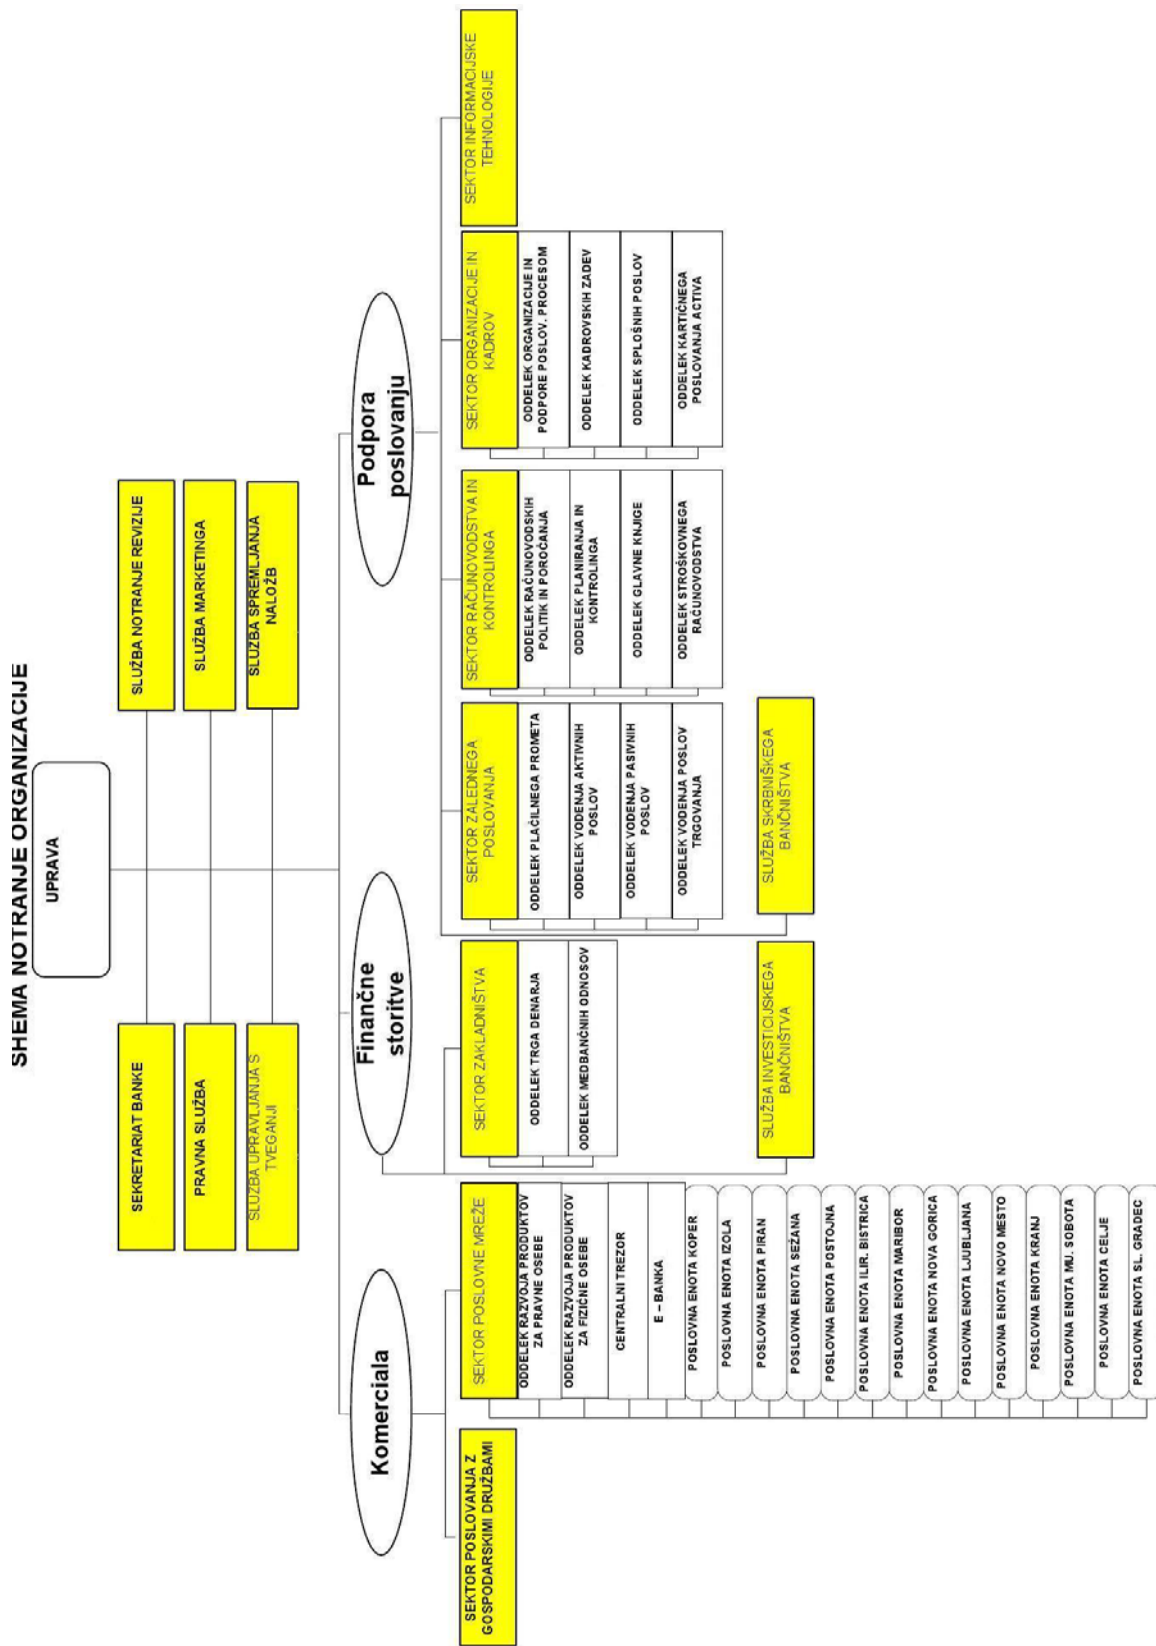 SHEMA NOTRANJE ORGANIZACIJE
UPRAVA
SEKRETARIAT BANKE
SLUŽBA NOTRANJE REVIZIJE
PRAVNA SLUŽBA
SLUŽBA MARKETINGA
SLUŽBA UPRAVLJANJA S
TVEGANJI
SLUŽBA SPREMLJANJA
NALOŽB
Komerciala
Finančne
storitve
Podpora
poslovanju
SEKTOR POSLOVANJA Z
GOSPODARSKIMI DRUŽBAMI
SEKTOR POSLOVNE MREŽE
ODDELEK RAZVOJA PRODUKTOV
ZA PRAVNE OSEBE
ODDELEK RAZVOJA PRODUKTOV
ZA FIZIČNE OSEBE
CENTRALNI TREZOR
E – BANKA
POSLOVNA ENOTA KOPER
POSLOVNA ENOTA IZOLA
POSLOVNA ENOTA PIRAN
POSLOVNA ENOTA SEŽANA
POSLOVNA ENOTA POSTOJNA
POSLOVNA ENOTA ILIR. BISTRICA
POSLOVNA ENOTA MARIBOR
POSLOVNA ENOTA NOVA GORICA
POSLOVNA ENOTA LJUBLJANA
POSLOVNA ENOTA NOVO MESTO
POSLOVNA ENOTA KRANJ
POSLOVNA ENOTA MU. SOBOTA
POSLOVNA ENOTA CELJE
POSLOVNA ENOTA SL. GRADEC
SEKTOR ZAKLADNIŠTVA
ODDELEK TRGA DENARJA
ODDELEK MEDBANČNIH ODNOSOV
SLUŽBA INVESTICIJSKEGA
BANČNIŠTVA
SEKTOR ZALEDNEGA
POSLOVANJA
ODDELEK PLAČILNEGA PROMETA
ODDELEK VODENJA AKTIVNIH
POSLOV
ODDELEK VODENJA PASIVNIH
POSLOV
ODDELEK VODENJA POSLOV
TRGOVANJA
SLUŽBA SKRBNIŠKEGA
BANČNIŠTVA
SEKTOR RAČUNOVODSTVA IN
KONTROLINGA
ODDELEK RAČUNOVODSKIH
POLITIK IN POROČANJA
ODDELEK PLANIRANJA IN
KONTROLINGA
ODDELEK GLAVNE KNJIGE
ODDELEK STROŠKOVNEGA
RAČUNOVODSTVA
SEKTOR ORGANIZACIJE IN
KADROV
ODDELEK ORGANIZACIJE IN
PODPORE POSLOV. PROCESOM
ODDELEK KADROVSKIH ZADEV
ODDELEK SPLOŠNIH POSLOV
ODDELEK KARTIČNEGA
POSLOVANJA ACTIVA
SEKTOR INFORMACIJSKE
TEHNOLOGIJE